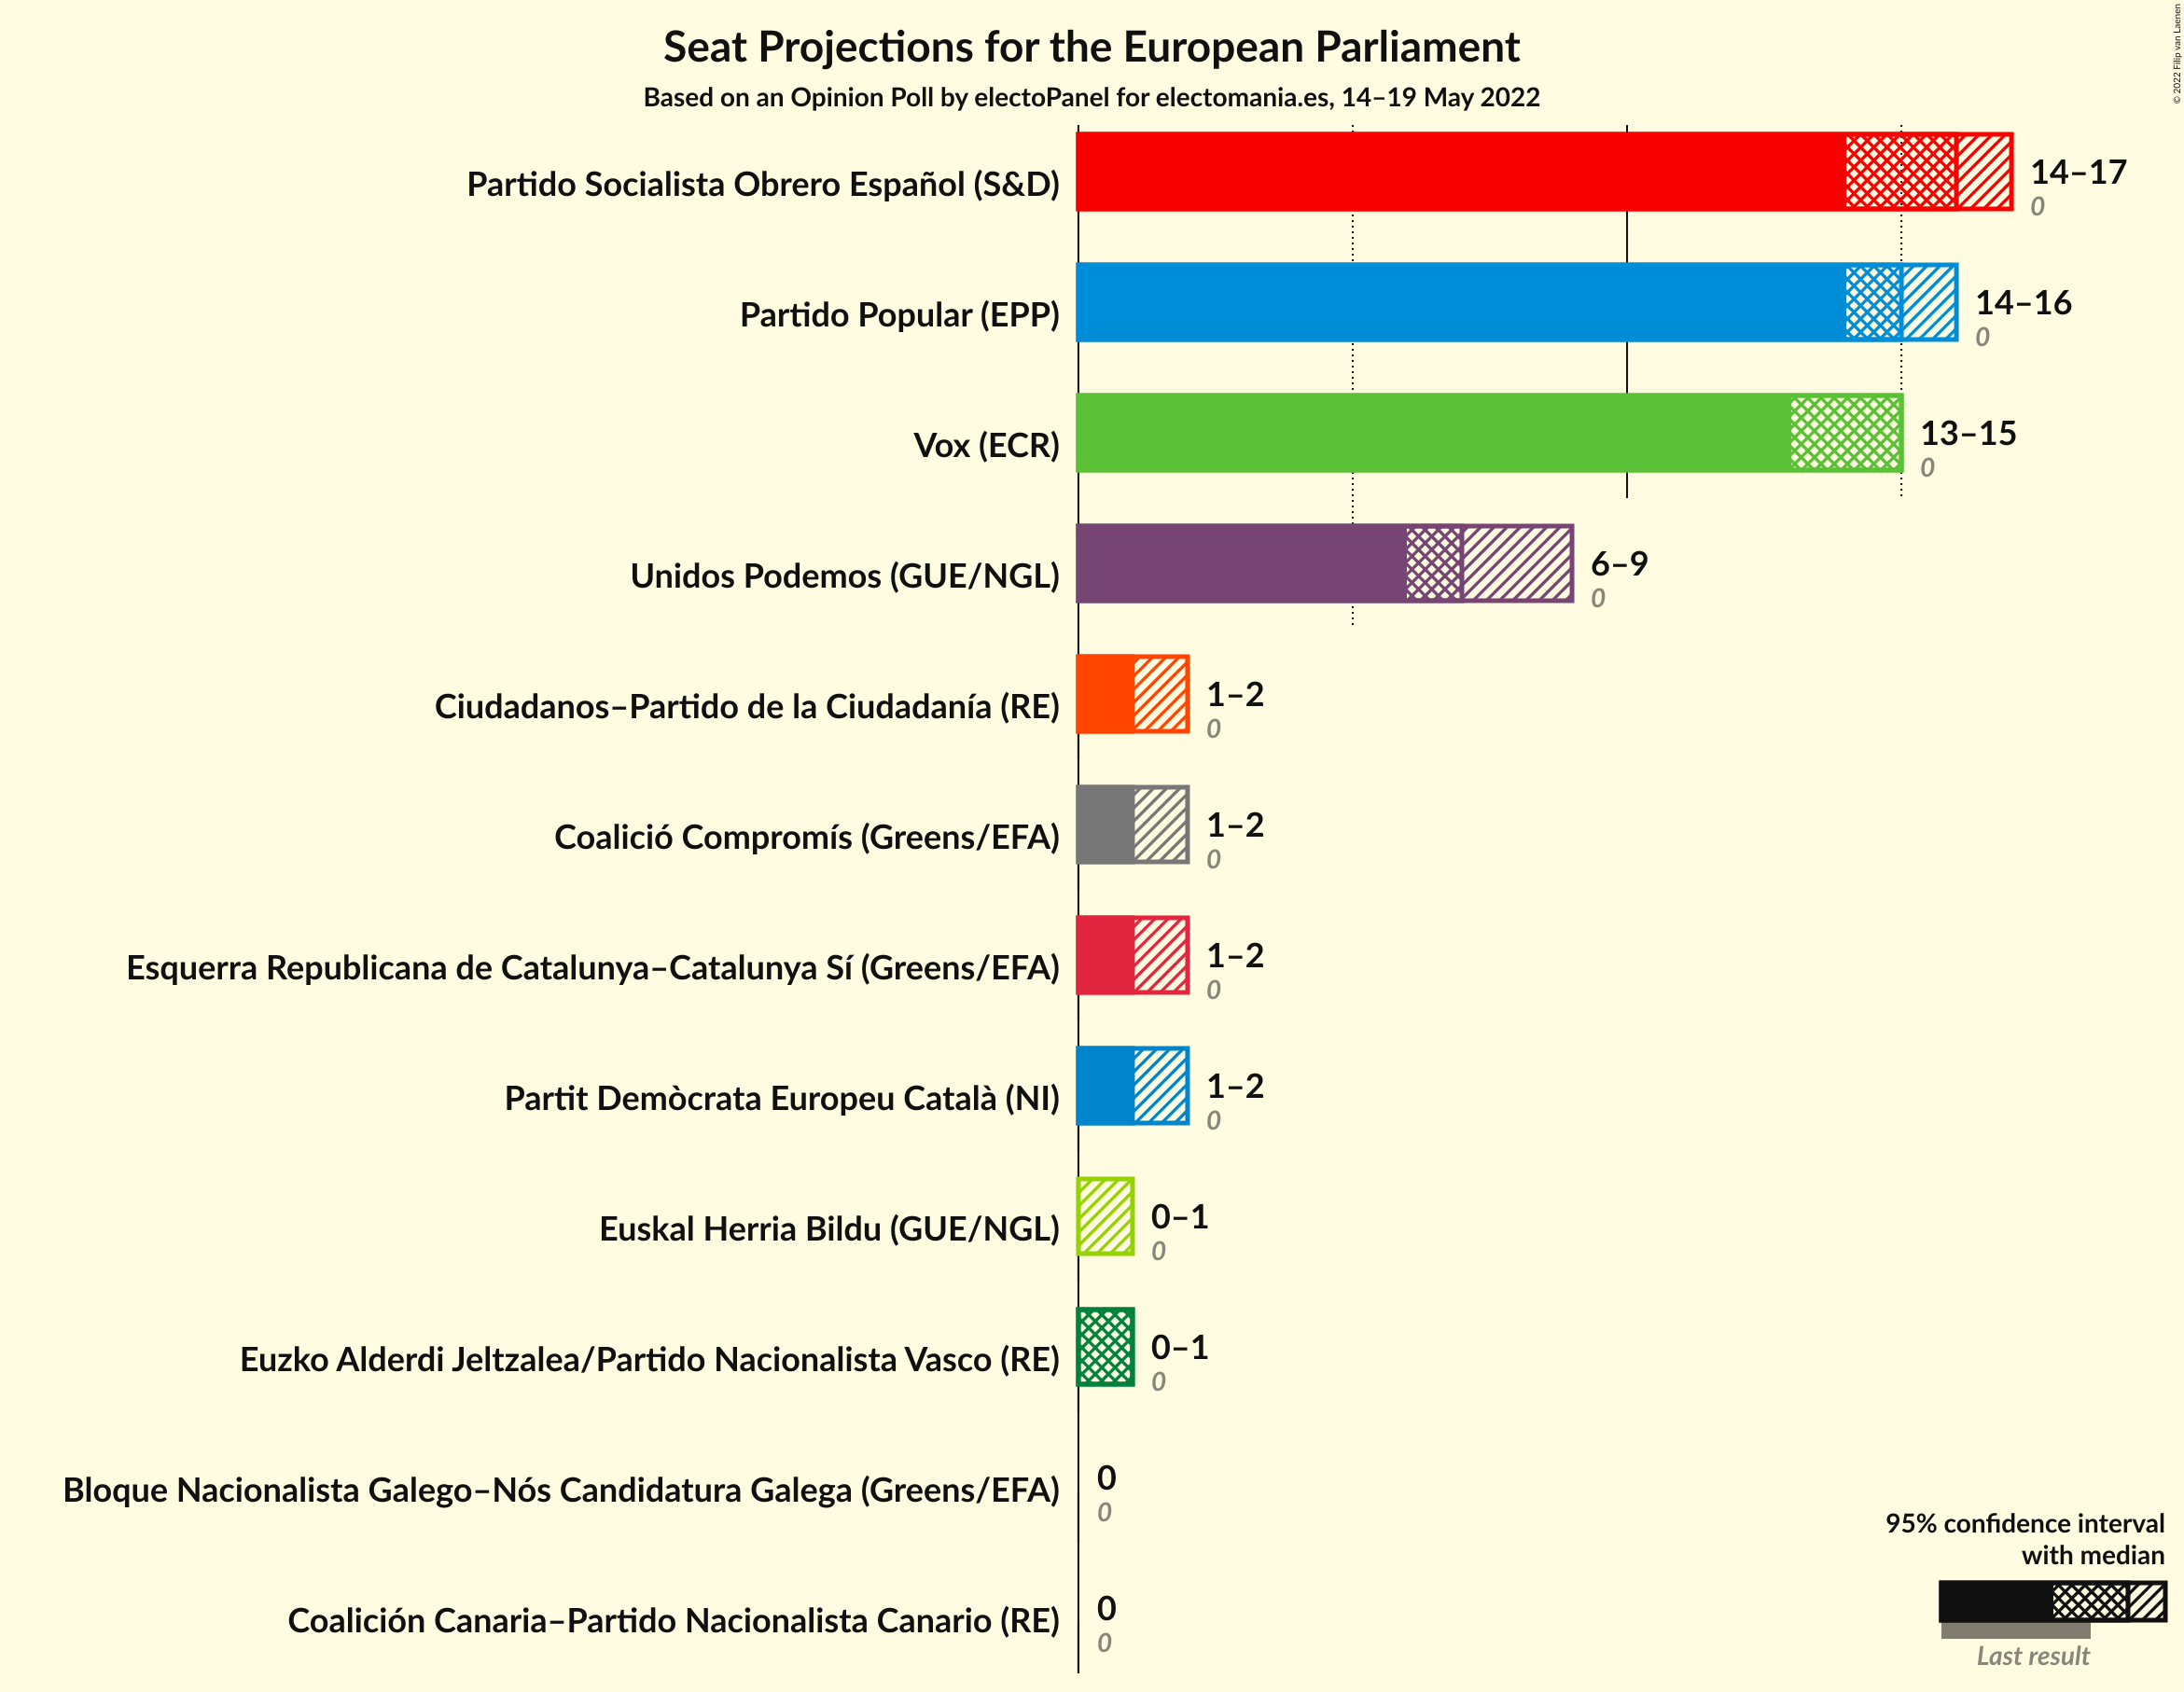 Seat Projections for the European Parliament
Based on an Opinion Poll by electoPanel for electomania.es, 14–19 May 2022
© 2022 Filip van Laenen
Partido Socialista Obrero Español (S&D)
14–17
0
Partido Popular (EPP)
14–16
0
Vox (ECR)
13–15
0
Unidos Podemos (GUE/NGL)
6–9
0
Ciudadanos–Partido de la Ciudadanía (RE)
1–2
0
Coalició Compromís (Greens/EFA)
1–2
0
Esquerra Republicana de Catalunya–Catalunya Sí (Greens/EFA)
1–2
0
Partit Demòcrata Europeu Català (NI)
1–2
0
Euskal Herria Bildu (GUE/NGL)
0–1
0
Euzko Alderdi Jeltzalea/Partido Nacionalista Vasco (RE)
0–1
0
Bloque Nacionalista Galego–Nós Candidatura Galega (Greens/EFA)
0
0
Coalición Canaria–Partido Nacionalista Canario (RE)
0
0
95% confidence interval
with median
Last result